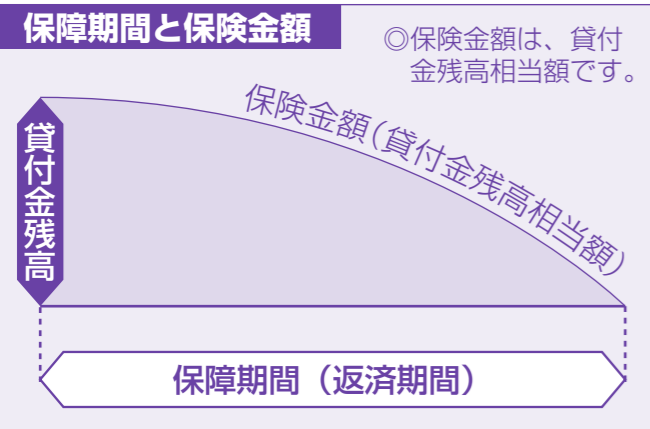 保障期間と保険金額
◎保険金額は、貸付
金残高相当額です。
保険金額(貸付金残高相当額)
貸付金残高
保障期間（返済期間）